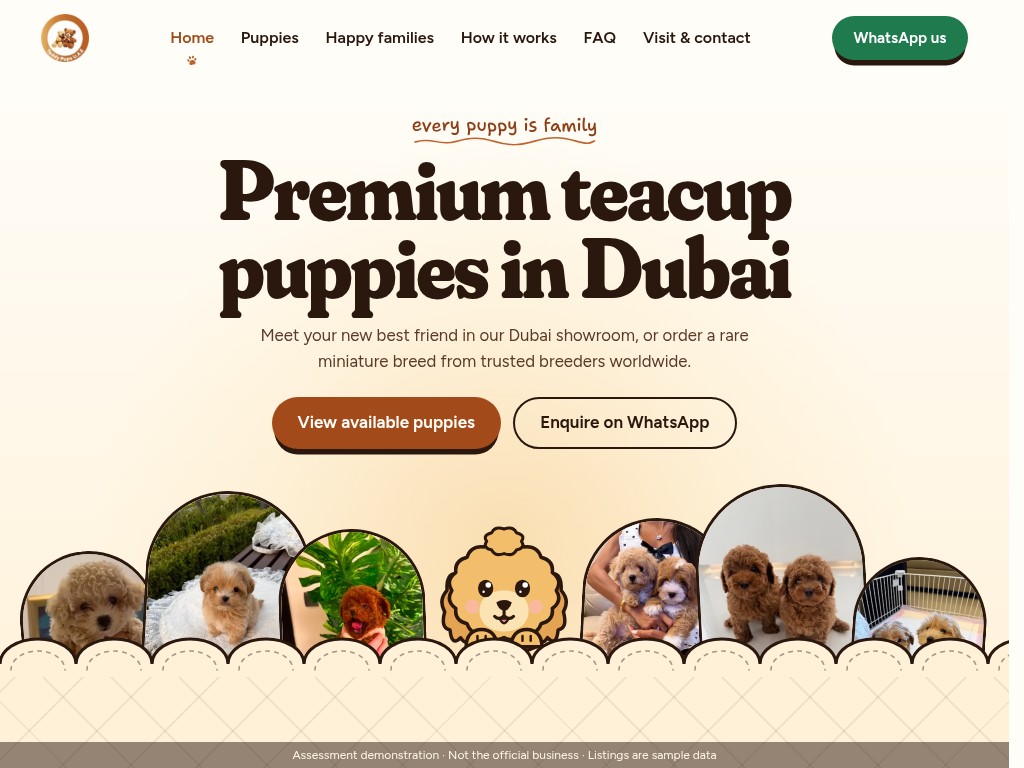 Home
Puppies
Happy families
How it works
FAQ
Visit & contact
WhatsApp us
every puppy is family
Premium teacup
puppies in Dubai
Meet your new best friend in our Dubai showroom, or order a rare
miniature breed from trusted breeders worldwide.
View available puppies
Enquire on WhatsApp
Assessment demonstration · Not the official business · Listings are sample data